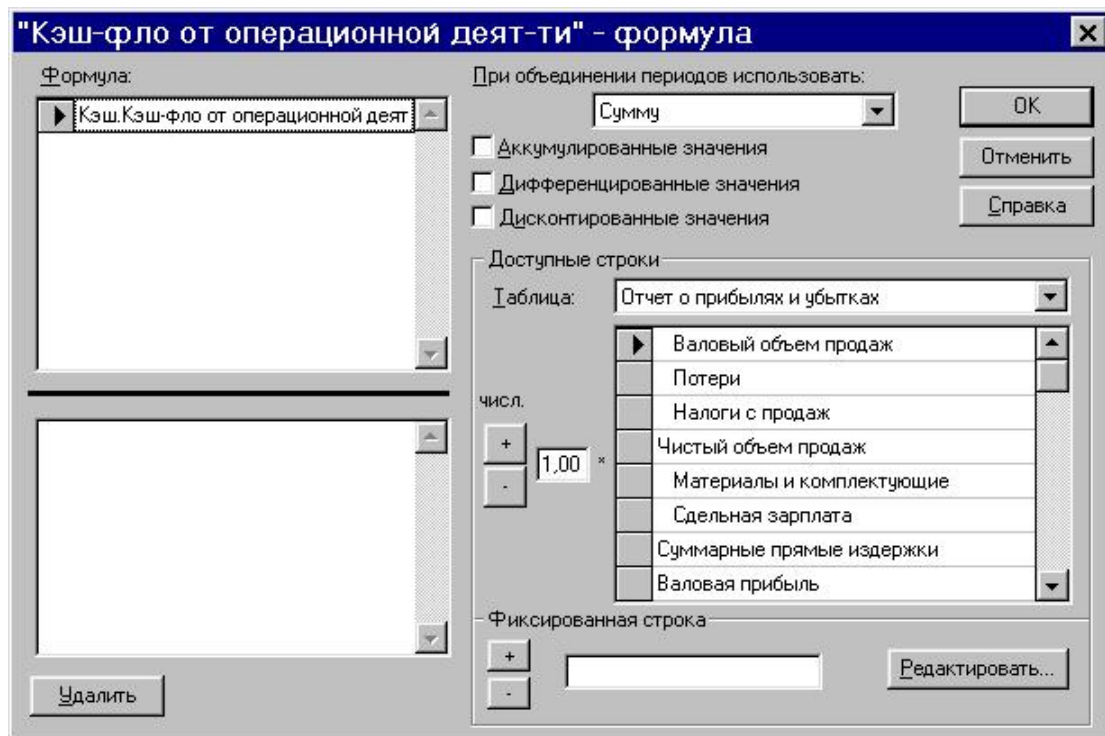 "Кэш-фло от операционной деят-ти" - формула
Формула:
Кэш.Кэш-фло от операционной деят
При объединении периодов использовать:
Сумму
Аккумулированные значения
Дифференцированные значения
Дисконтированные значения
OK
Отменить
Справка
Доступные строки
Таблица:
Отчет о прибылях и убытках
Валовый объем продаж
Потери
Налоги с продаж
Чистый объем продаж
Материалы и комплектующие
Сдельная зарплата
Суммарные прямые издержки
Валовая прибыль
числ.
+
1,00 *
-
Фиксированная строка
+
-
Редактировать...
Удалить